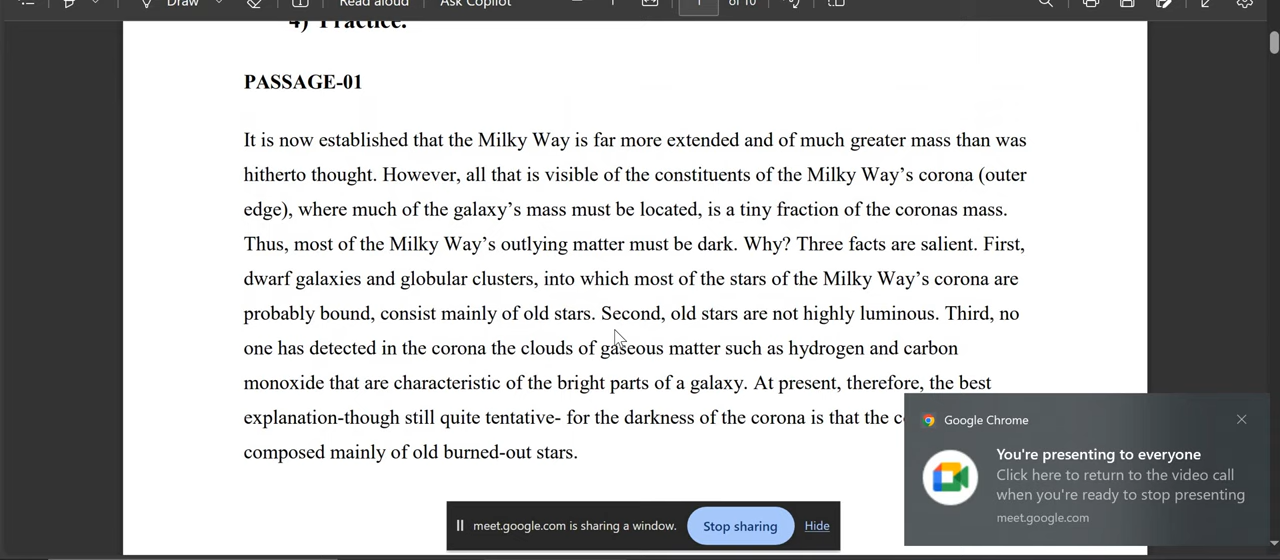 Draw
Read aloud
Ask Copilot
1
of 10
4) Practice.
PASSAGE-01
It is now established that the Milky Way is far more extended and of much greater mass than was
hitherto thought. However, all that is visible of the constituents of the Milky Way's corona (outer
edge), where much of the galaxy's mass must be located, is a tiny fraction of the coronas mass.
Thus, most of the Milky Way's outlying matter must be dark. Why? Three facts are salient. First,
dwarf galaxies and globular clusters, into which most of the stars of the Milky Way's corona are
probably bound, consist mainly of old stars. Second, old stars are not highly luminous. Third, no
one has detected in the corona the clouds of gaseous matter such as hydrogen and carbon
monoxide that are characteristic of the bright parts of a galaxy. At present, therefore, the best
explanation-though still quite tentative- for the darkness of the corona is that the
composed mainly of old burned-out stars.
Google Chrome
You're presenting to everyone
Click here to return to the video call
when you're ready to stop presenting
meet.google.com
meet.google.com is sharing a window.
Stop sharing
Hide